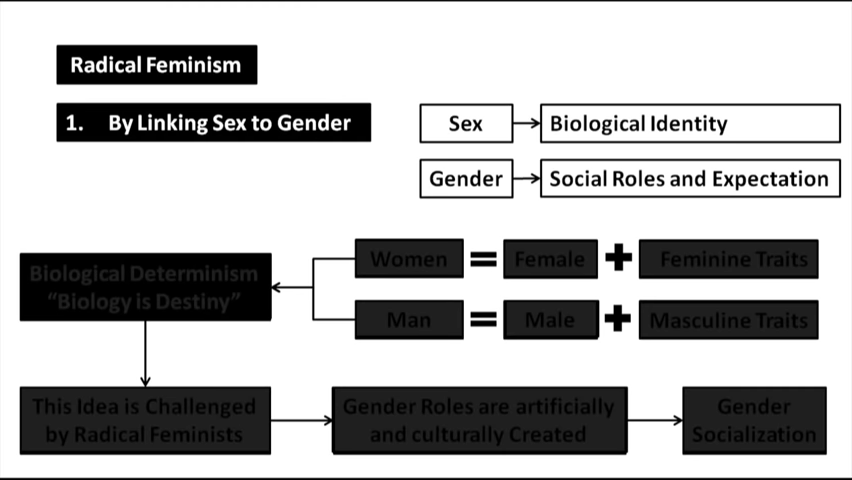 Radical Feminism
1. By Linking Sex to Gender
Sex
Biological Identity
Gender
Social Roles and Expectation
Women = Female + Feminine Traits
Biological Determinism
“Biology is Destiny”
Man = Male + Masculine Traits
This Idea is Challenged
by Radical Feminists
Gender Roles are artificially
and culturally Created
Gender
Socialization